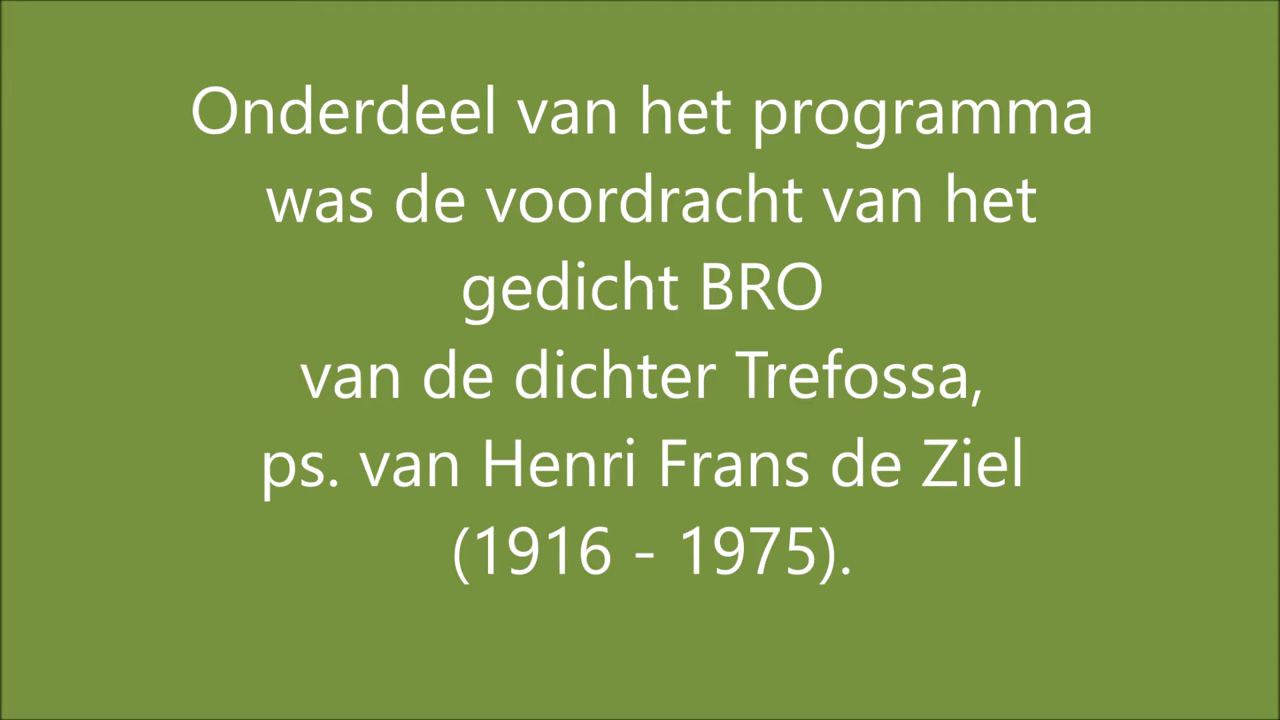 Onderdeel van het programma
was de voordracht van het
gedicht BRO
van de dichter Trefossa,
ps. van Henri Frans de Ziel
(1916 - 1975).